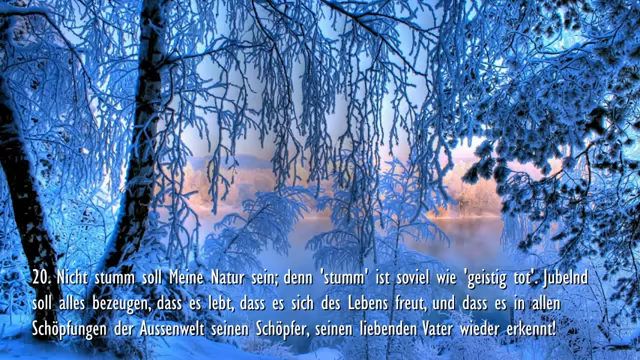 20. Nicht stumm soll Meine Natur sein; denn 'stumm' ist soviel wie 'geistig tot'. Jubelnd
soll alles bezeugen, dass es lebt, dass es sich des Lebens freut, und dass es in allen
Schöpfungen der Aussenwelt seinen Schöpfer, seinen liebenden Vater wieder erkennt!